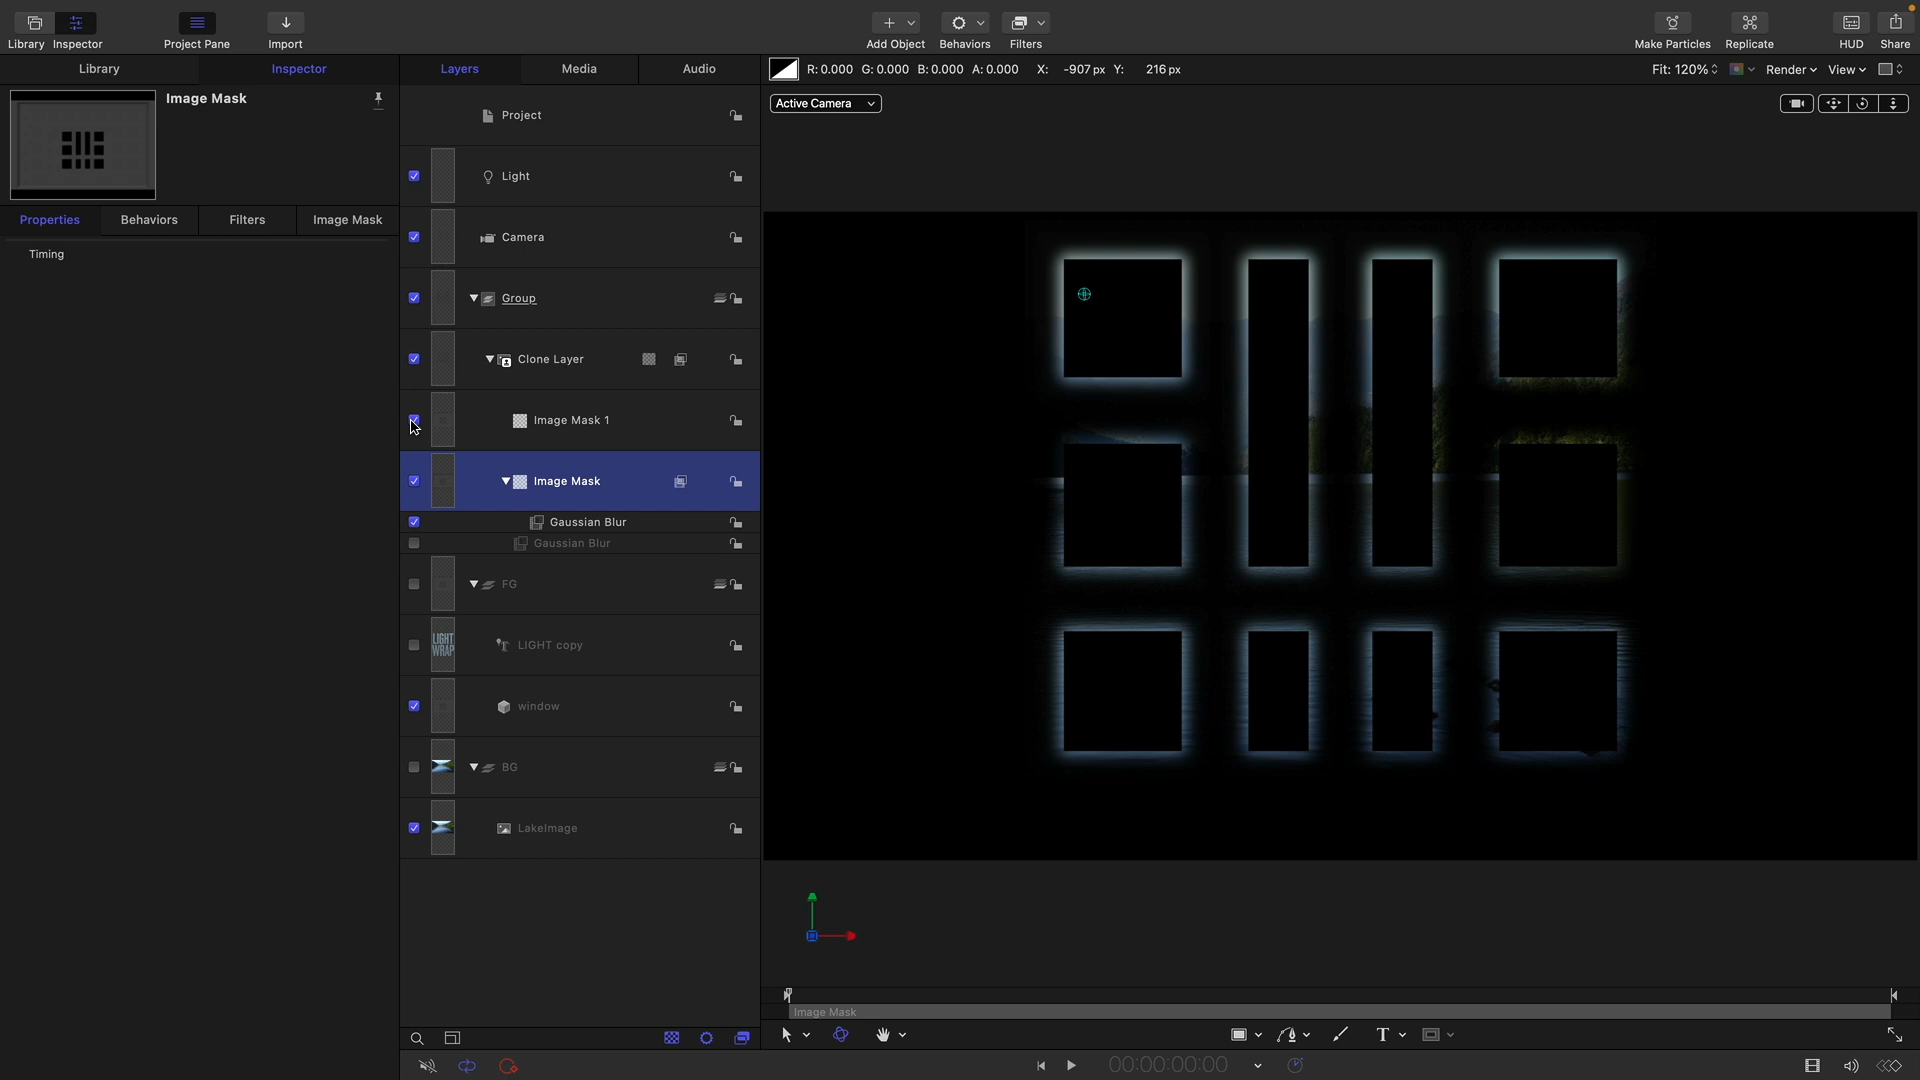 Library Inspector Project Pane Import Add Object Behaviors Filters Make Particles Replicate HUD Share
Library Inspector Layers Media Audio R: 0.000 G: 0.000 B: 0.000 A: 0.000 X: -907 px Y: 216 px Fit: 120% Render View
Image Mask
Active Camera
Project
Light
Properties Behaviors Filters Image Mask
Camera
Timing
Group
Clone Layer
Image Mask 1
Image Mask
Gaussian Blur
Gaussian Blur
FG
LIGHT
WRAP
LIGHT copy
window
BG
LakeImage
Image Mask
T
00:00:00:00